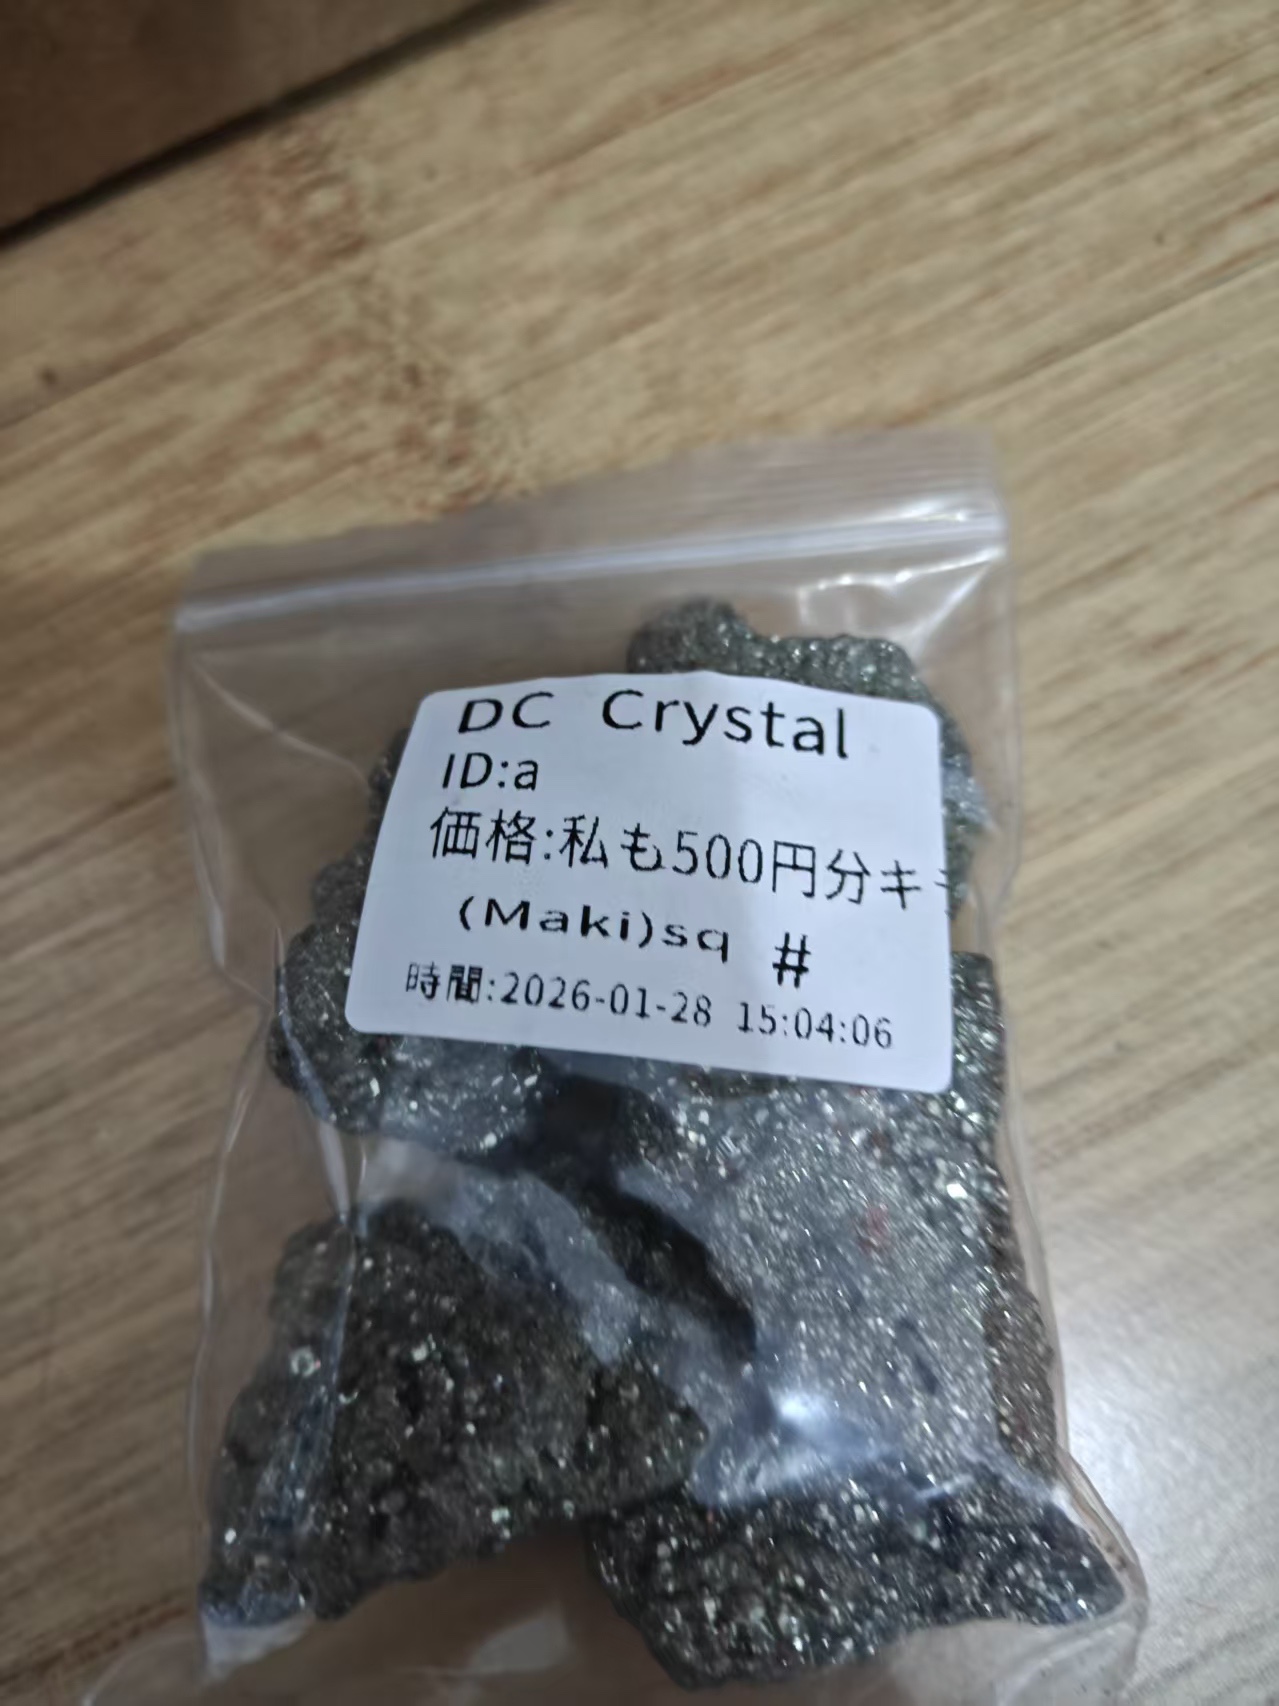 DC Crystal
ID:a
価格:私も500円分キ
(Maki)sq #
時間:2026-01-28 15:04:06